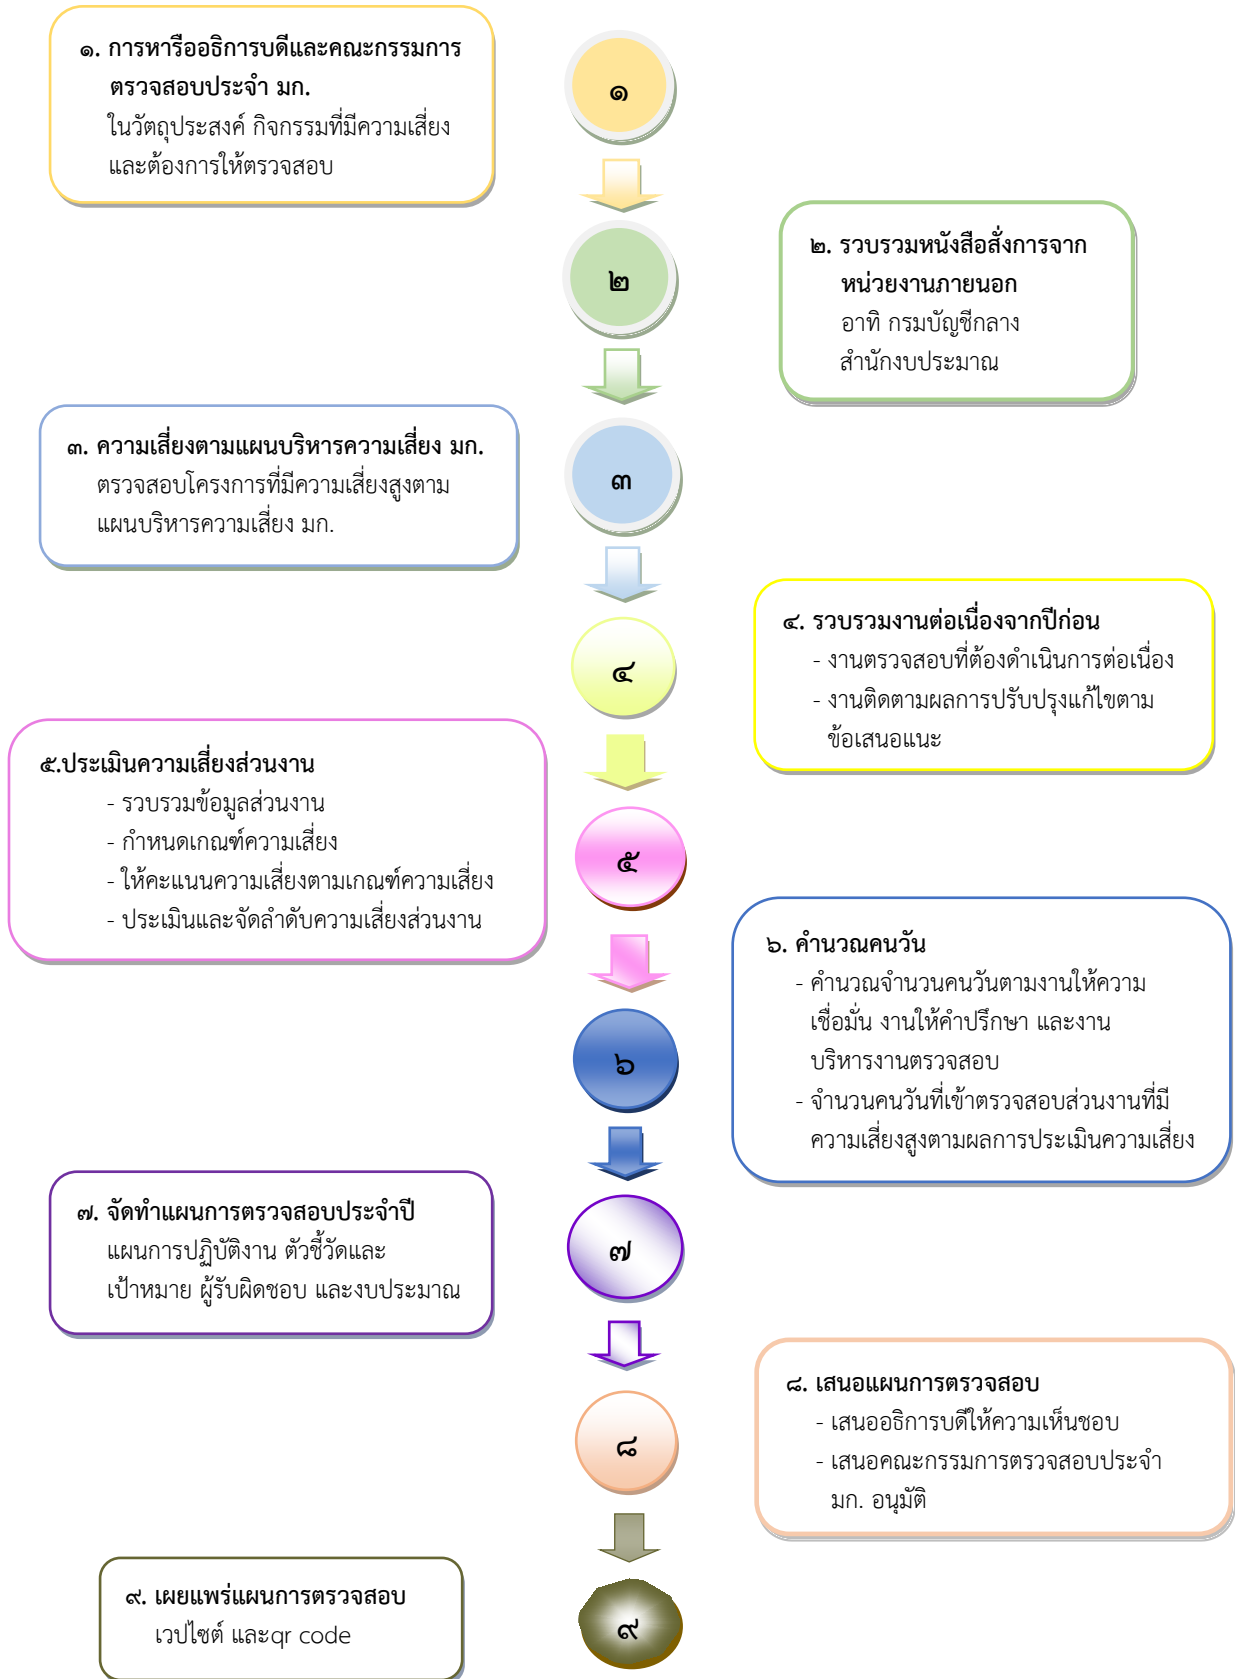 ๑. การหารืออธิการบดีและคณะกรรมการ
ตรวจสอบประจำ มก.
ในวัตถุประสงค์ กิจกรรมที่มีความเสี่ยง
และต้องการให้ตรวจสอบ
๑
๒. รวบรวมหนังสือสั่งการจาก
หน่วยงานภายนอก
อาทิ กรมบัญชีกลาง
สำนักงบประมาณ
๒
๓. ความเสี่ยงตามแผนบริหารความเสี่ยง มก.
ตรวจสอบโครงการที่มีความเสี่ยงสูงตาม
แผนบริหารความเสี่ยง มก.
๓
๔. รวบรวมงานต่อเนื่องจากปีก่อน
- งานตรวจสอบที่ต้องดำเนินการต่อเนื่อง
- งานติดตามผลการปรับปรุงแก้ไขตาม
ข้อเสนอแนะ
๔
๕.ประเมินความเสี่ยงส่วนงาน
- รวบรวมข้อมูลส่วนงาน
- กำหนดเกณฑ์ความเสี่ยง
- ให้คะแนนความเสี่ยงตามเกณฑ์ความเสี่ยง
- ประเมินและจัดลำดับความเสี่ยงส่วนงาน
๕
๖. คำนวณคนวัน
- คำนวณจำนวนคนวันตามงานให้ความ
เชื่อมั่น งานให้คำปรึกษา และงาน
บริหารงานตรวจสอบ
- จำนวนคนวันที่เข้าตรวจสอบส่วนงานที่มี
ความเสี่ยงสูงตามผลการประเมินความเสี่ยง
๖
๗. จัดทำแผนการตรวจสอบประจำปี
แผนการปฏิบัติงาน ตัวชี้วัดและ
เป้าหมาย ผู้รับผิดชอบ และงบประมาณ
๗
๘. เสนอแผนการตรวจสอบ
- เสนออธิการบดีให้ความเห็นชอบ
- เสนอคณะกรรมการตรวจสอบประจำ
มก. อนุมัติ
๘
๙. เผยแพร่แผนการตรวจสอบ
เวปไซต์ และqr code
๙